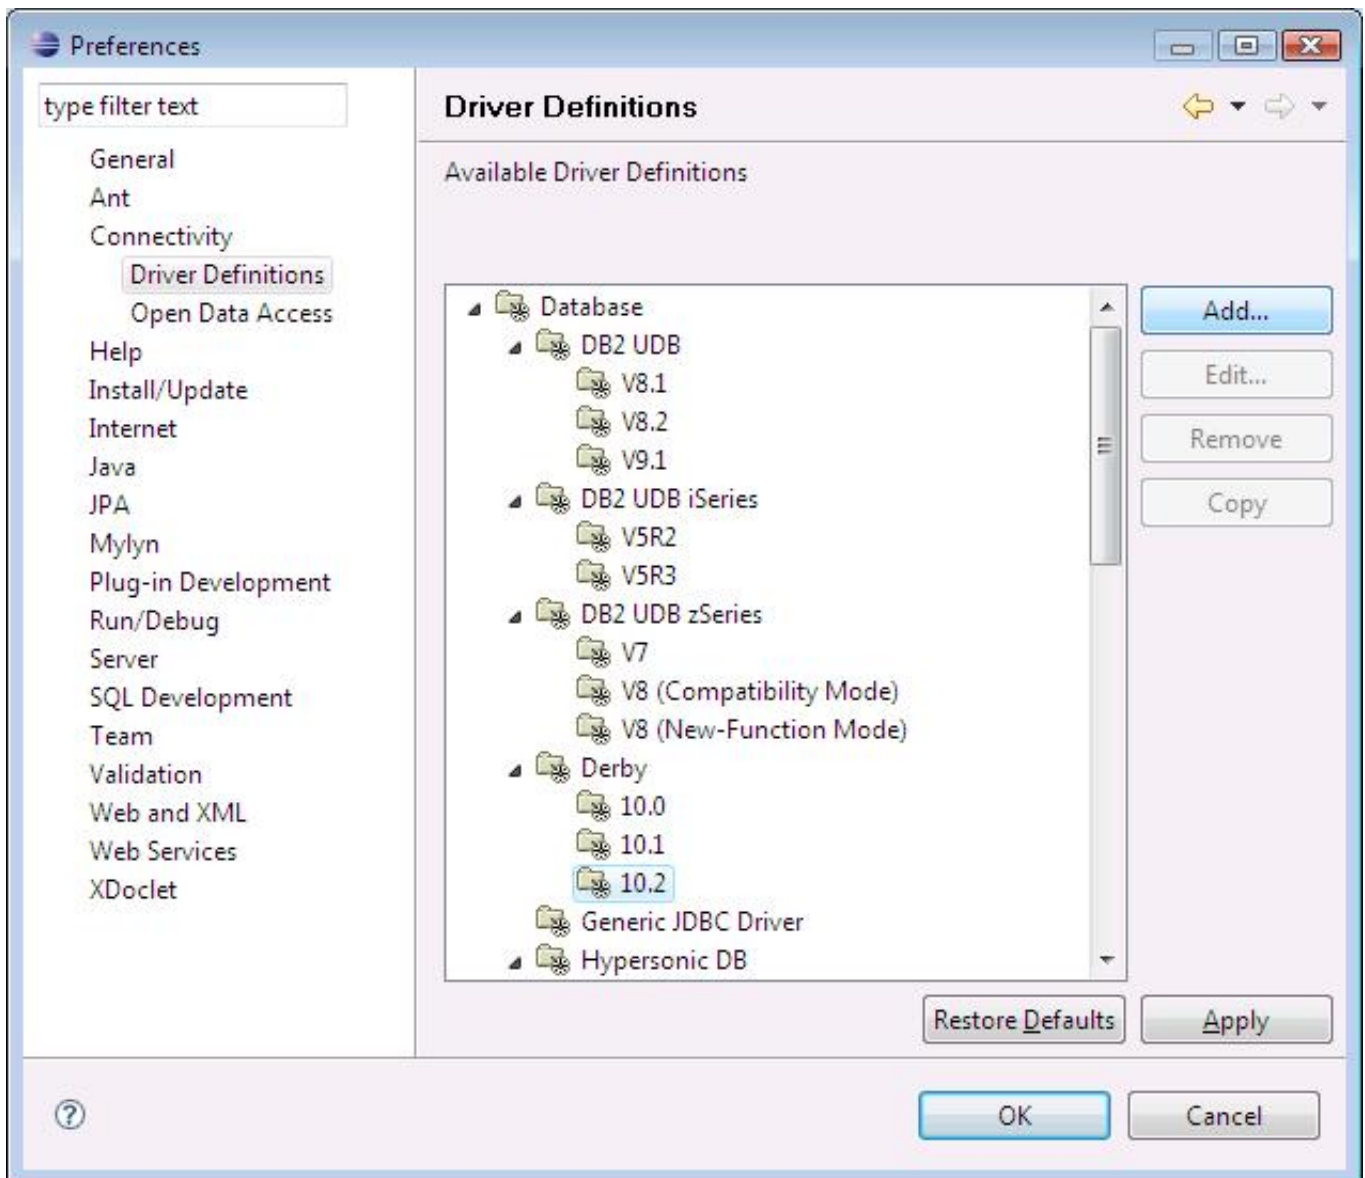 Preferences
type filter text
General
Ant
Connectivity
Driver Definitions
Open Data Access
Help
Install/Update
Internet
Java
JPA
Mylyn
Plug-in Development
Run/Debug
Server
SQL Development
Team
Validation
Web and XML
Web Services
XDoclet
Driver Definitions
Available Driver Definitions
Database
DB2 UDB
V8.1
V8.2
V9.1
DB2 UDB iSeries
V5R2
V5R3
DB2 UDB zSeries
V7
V8 (Compatibility Mode)
V8 (New-Function Mode)
Derby
10.0
10.1
10.2
Generic JDBC Driver
Hypersonic DB
Add...
Edit...
Remove
Copy
Restore Defaults
Apply
?
OK
Cancel